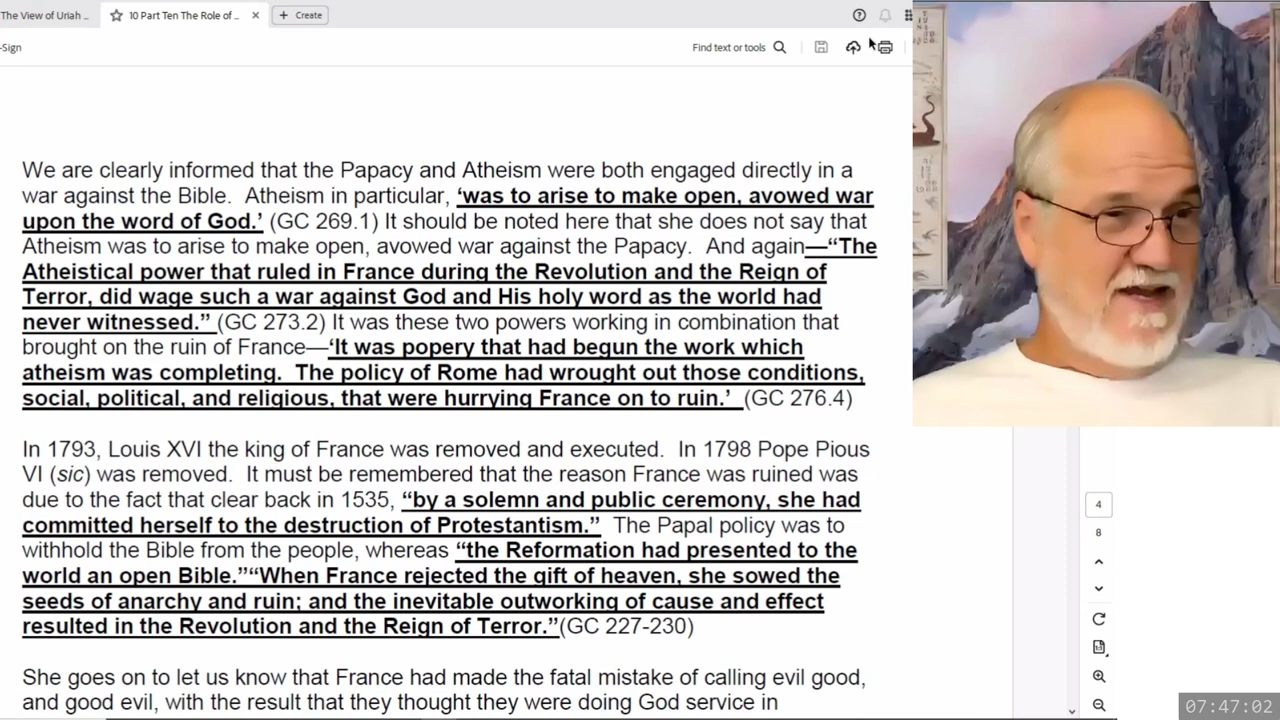 The View of Uriah ...
10 Part Ten The Role of ...
Create
-Sign
Find text or tools
We are clearly informed that the Papacy and Atheism were both engaged directly in a
war against the Bible.  Atheism in particular, ‘was to arise to make open, avowed war
upon the word of God.’ (GC 269.1) It should be noted here that she does not say that
Atheism was to arise to make open, avowed war against the Papacy.  And again—“The
Atheistical power that ruled in France during the Revolution and the Reign of
Terror, did wage such a war against God and His holy word as the world had
never witnessed.” (GC 273.2) It was these two powers working in combination that
brought on the ruin of France—‘It was popery that had begun the work which
atheism was completing.  The policy of Rome had wrought out those conditions,
social, political, and religious, that were hurrying France on to ruin.’ (GC 276.4)
In 1793, Louis XVI the king of France was removed and executed.  In 1798 Pope Pious
VI (sic) was removed.  It must be remembered that the reason France was ruined was
due to the fact that clear back in 1535, “by a solemn and public ceremony, she had
committed herself to the destruction of Protestantism.”  The Papal policy was to
withhold the Bible from the people, whereas “the Reformation had presented to the
world an open Bible.”“When France rejected the gift of heaven, she sowed the
seeds of anarchy and ruin; and the inevitable outworking of cause and effect
resulted in the Revolution and the Reign of Terror.”(GC 227-230)
She goes on to let us know that France had made the fatal mistake of calling evil good,
and good evil, with the result that they thought they were doing God service in
4
8
07:47:02